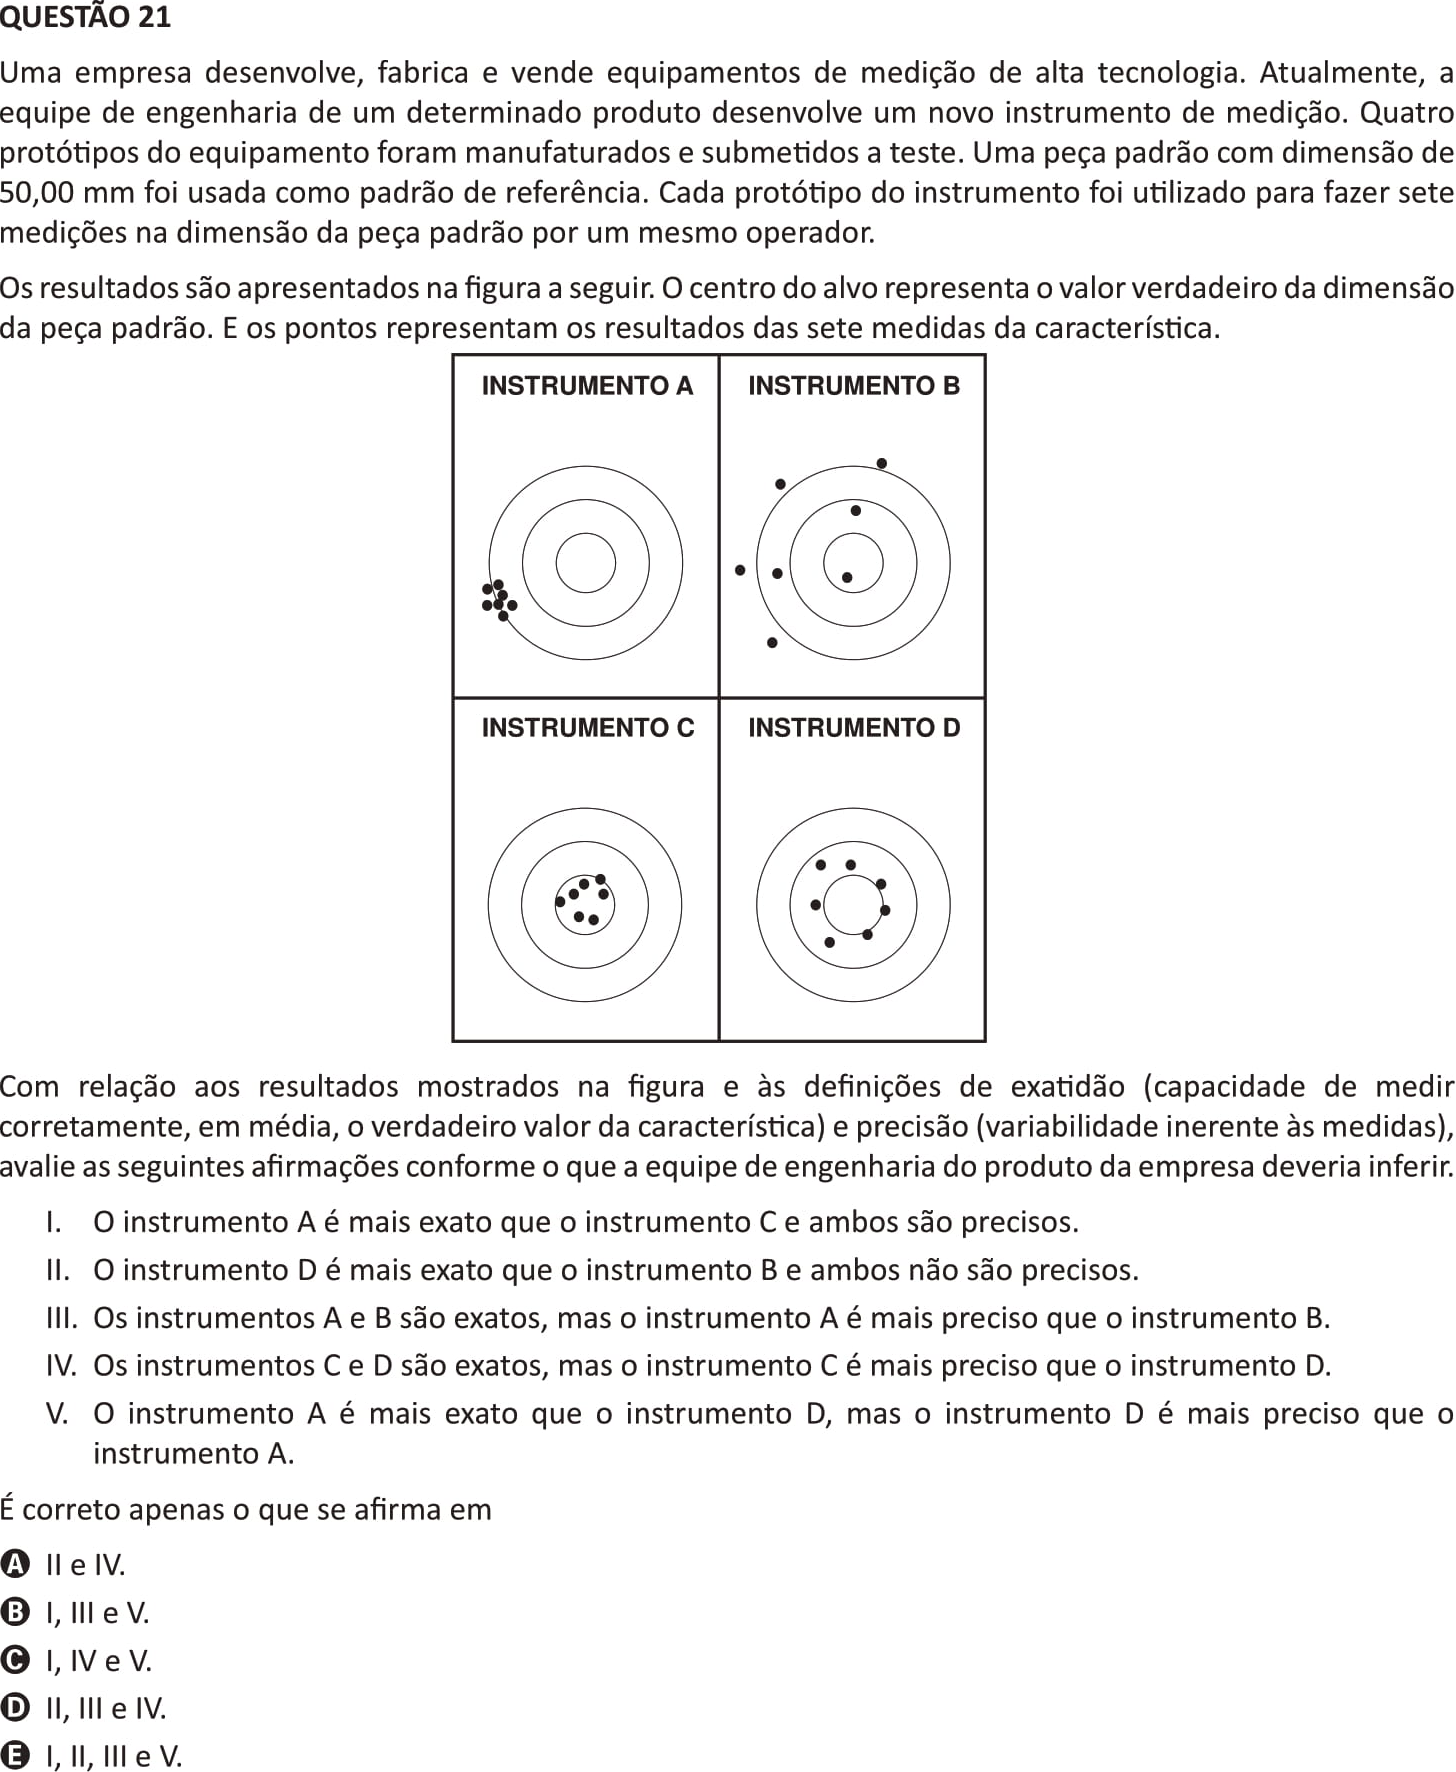 QUESTÃO 21
Uma empresa desenvolve, fabrica e vende equipamentos de medição de alta tecnologia. Atualmente, a
equipe de engenharia de um determinado produto desenvolve um novo instrumento de medição. Quatro
protótipos do equipamento foram manufaturados e submetidos a teste. Uma peça padrão com dimensão de
50,00 mm foi usada como padrão de referência. Cada protótipo do instrumento foi utilizado para fazer sete
medições na dimensão da peça padrão por um mesmo operador.
Os resultados são apresentados na figura a seguir. O centro do alvo representa o valor verdadeiro da dimensão
da peça padrão. E os pontos representam os resultados das sete medidas da característica.
INSTRUMENTO A
INSTRUMENTO B
INSTRUMENTO C
INSTRUMENTO D
Com relação aos resultados mostrados na figura e às definições de exatidão (capacidade de medir
corretamente, em média, o verdadeiro valor da característica) e precisão (variabilidade inerente às medidas),
avalie as seguintes afirmações conforme o que a equipe de engenharia do produto da empresa deveria inferir.
I. O instrumento A é mais exato que o instrumento C e ambos são precisos.
II. O instrumento D é mais exato que o instrumento B e ambos não são precisos.
III. Os instrumentos A e B são exatos, mas o instrumento A é mais preciso que o instrumento B.
IV. Os instrumentos C e D são exatos, mas o instrumento C é mais preciso que o instrumento D.
V. O instrumento A é mais exato que o instrumento D, mas o instrumento D é mais preciso que o
instrumento A.
É correto apenas o que se afirma em
A II e IV.
B I, III e V.
C I, IV e V.
D II, III e IV.
E I, II, III e V.